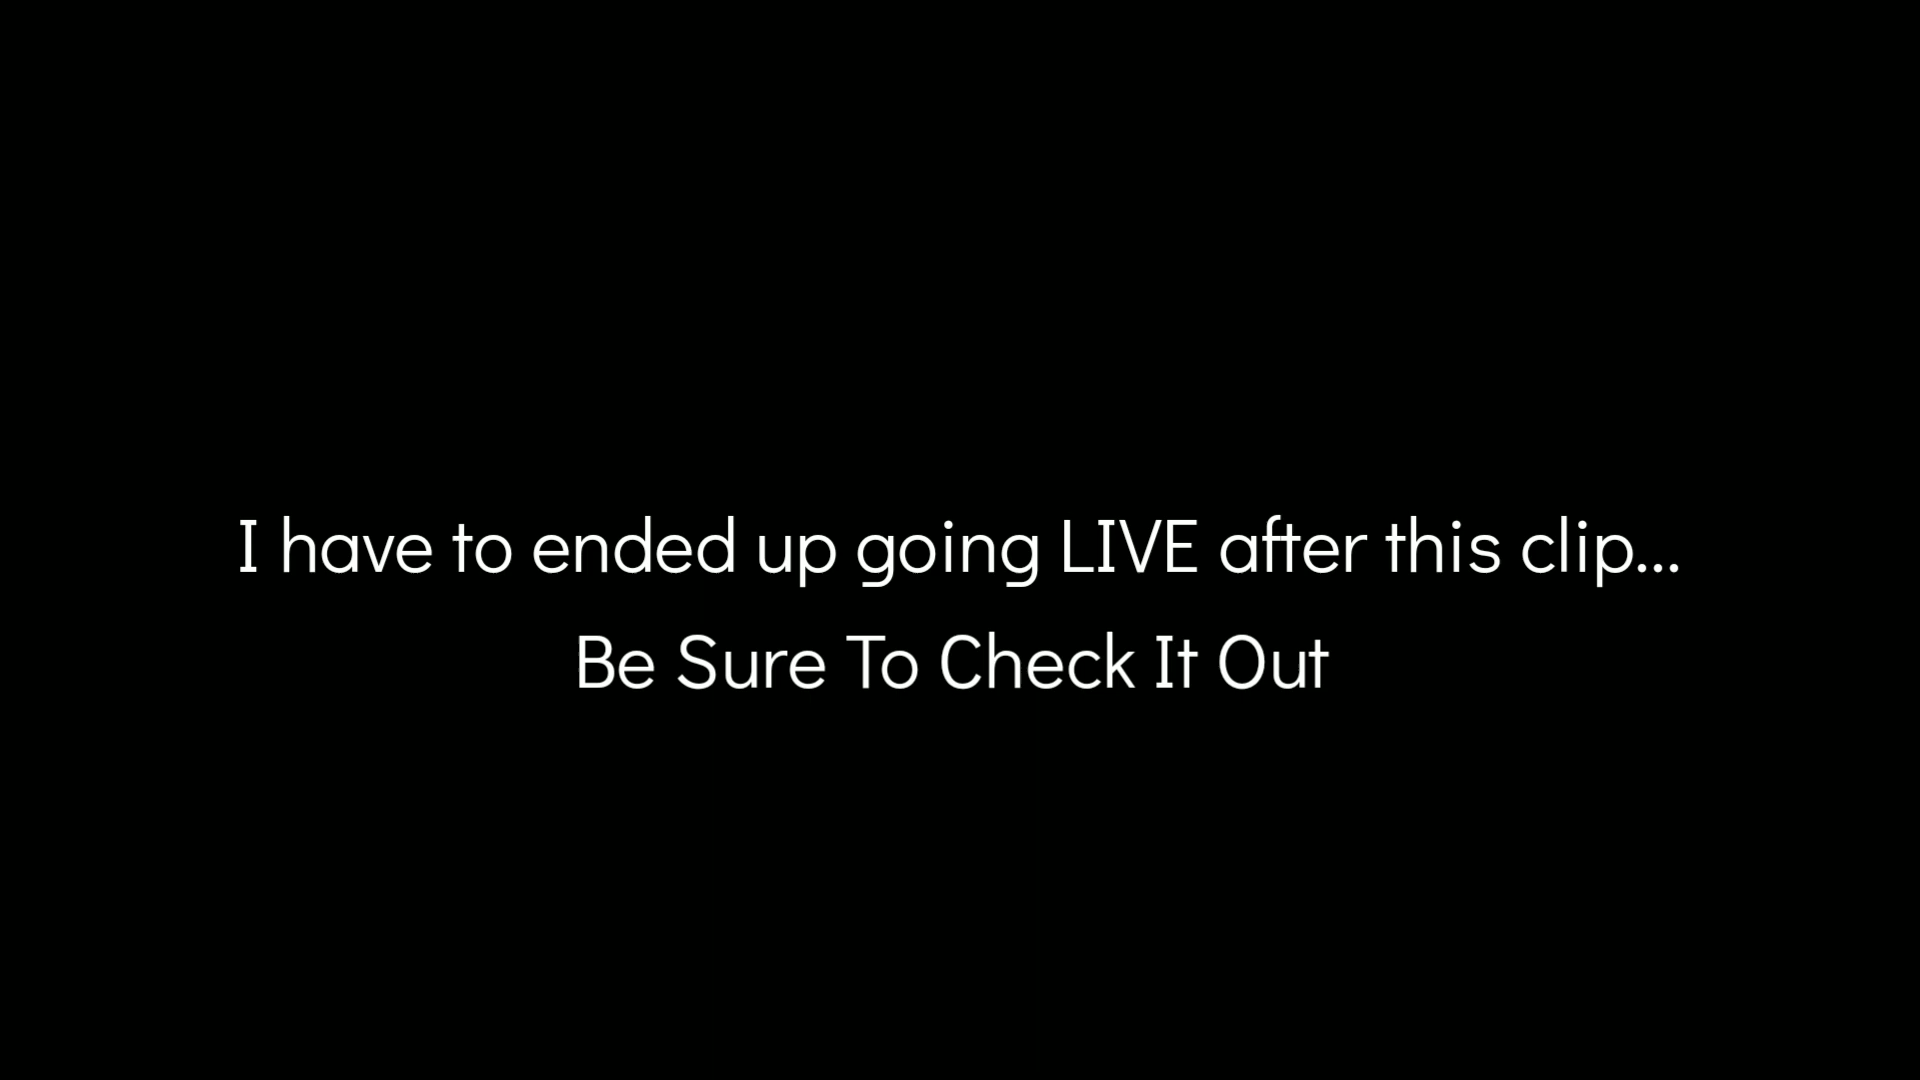 I have to ended up going LIVE after this clip...
Be Sure To Check It Out